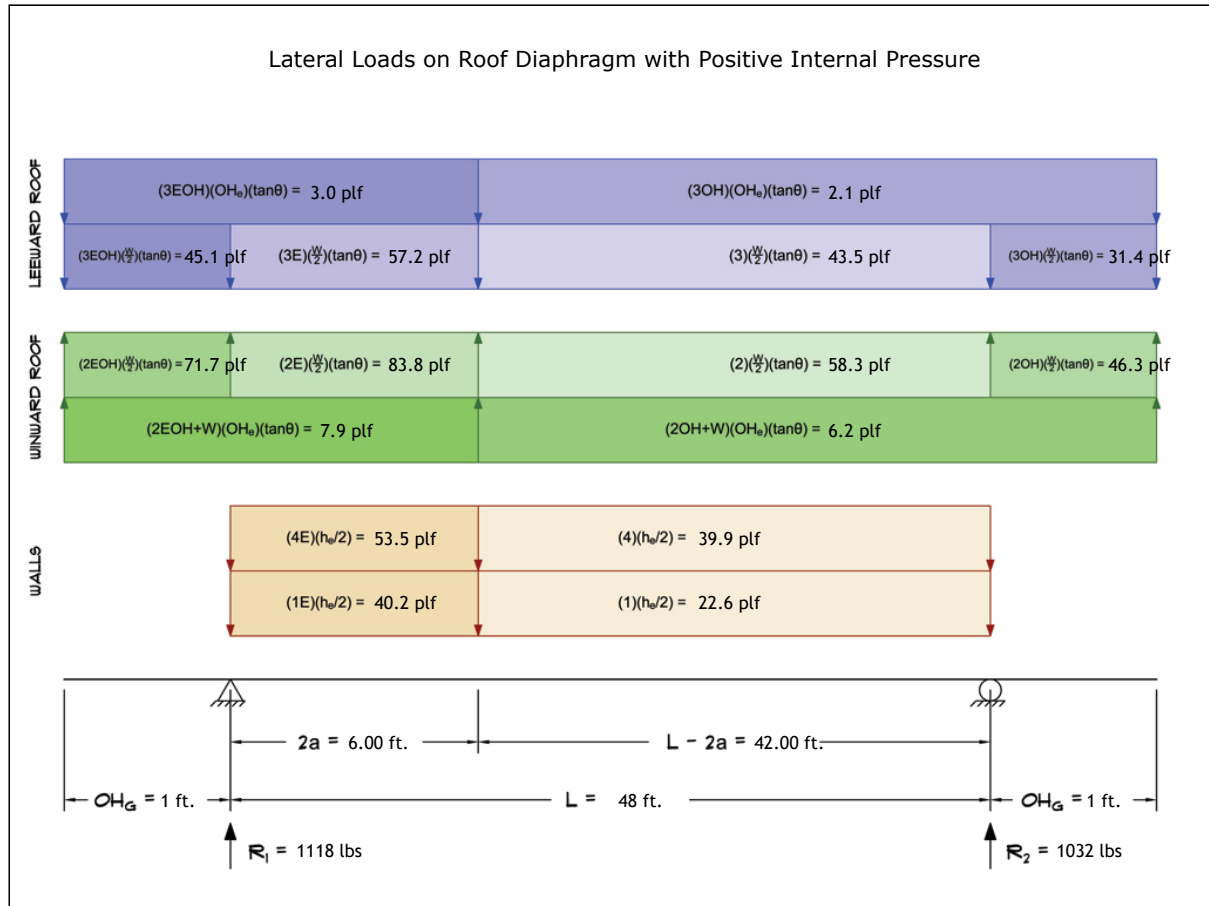 Lateral Loads on Roof Diaphragm with Positive Internal Pressure
LEEWARD ROOF
(3EOH)(OHₑ)(tanθ) = 3.0 plf
(3OH)(OHₑ)(tanθ) = 2.1 plf
(3EOH)(W/2)(tanθ) = 45.1 plf
(3E)(W/2)(tanθ) = 57.2 plf
(3)(W/2)(tanθ) = 43.5 plf
(3OH)(W/2)(tanθ) = 31.4 plf
WINWARD ROOF
(2EOH)(W/2)(tanθ) = 71.7 plf
(2E)(W/2)(tanθ) = 83.8 plf
(2)(W/2)(tanθ) = 58.3 plf
(2OH)(W/2)(tanθ) = 46.3 plf
(2EOH+W)(OHₑ)(tanθ) = 7.9 plf
(2OH+W)(OHₑ)(tanθ) = 6.2 plf
WALLS
(4E)(hₑ/2) = 53.5 plf
(4)(hₑ/2) = 39.9 plf
(1E)(hₑ/2) = 40.2 plf
(1)(hₑ/2) = 22.6 plf
2a = 6.00 ft.
L - 2a = 42.00 ft.
OH_G = 1 ft.
L = 48 ft.
OH_G = 1 ft.
R₁ = 1118 lbs
R₂ = 1032 lbs